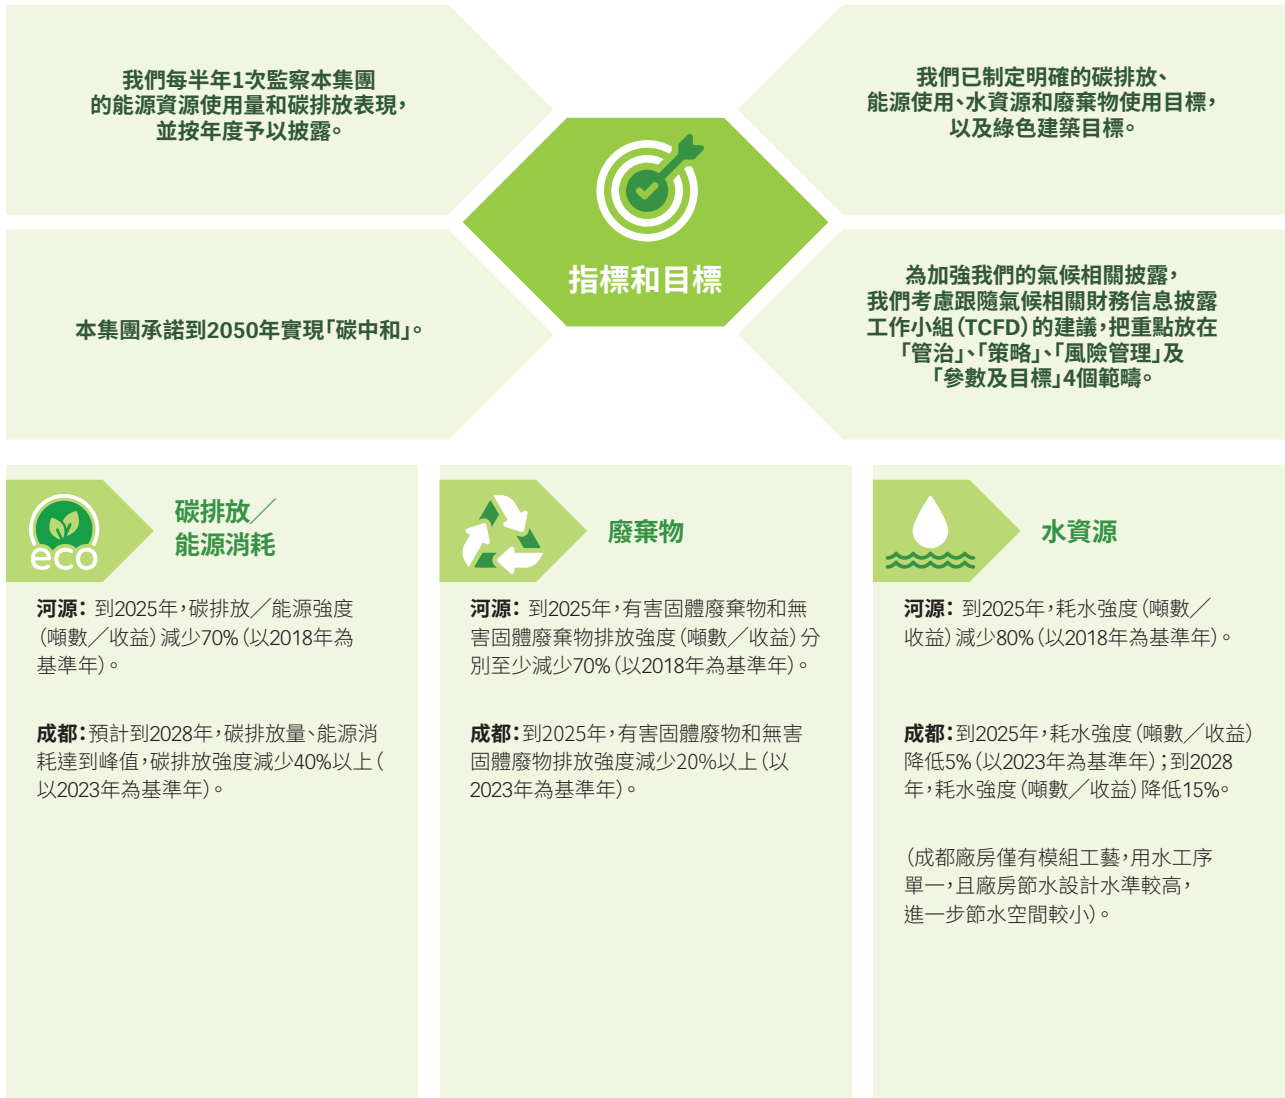 我們每半年1次監察本集團
的能源資源使用量和碳排放表現，
並按年度予以披露。
我們已制定明確的碳排放、
能源使用、水資源和廢棄物使用目標，
以及綠色建築目標。
指標和目標
本集團承諾到2050年實現「碳中和」。
為加強我們的氣候相關披露，
我們考慮跟隨氣候相關財務信息披露
工作小組（TCFD）的建議，把重點放在
「管治」、「策略」、「風險管理」及
「參數及目標」4個範疇。
eco
碳排放／
能源消耗
河源： 到2025年，碳排放／能源強度
（噸數／收益）減少70%（以2018年為
基準年）。
成都：預計到2028年，碳排放量、能源消
耗達到峰值，碳排放強度減少40%以上（
以2023年為基準年）。
廢棄物
河源： 到2025年，有害固體廢棄物和無
害固體廢棄物排放強度（噸數／收益）分
別至少減少70%（以2018年為基準年）。
成都：到2025年，有害固體廢物和無害
固體廢物排放強度減少20%以上（以
2023年為基準年）。
水資源
河源： 到2025年，耗水強度（噸數／
收益）減少80%（以2018年為基準年）。
成都：到2025年，耗水強度（噸數／收益）
降低5%（以2023年為基準年）；到2028
年，耗水強度（噸數／收益）降低15%。
（成都廠房僅有模組工藝，用水工序
單一，且廠房節水設計水準較高，
進一步節水空間較小）。